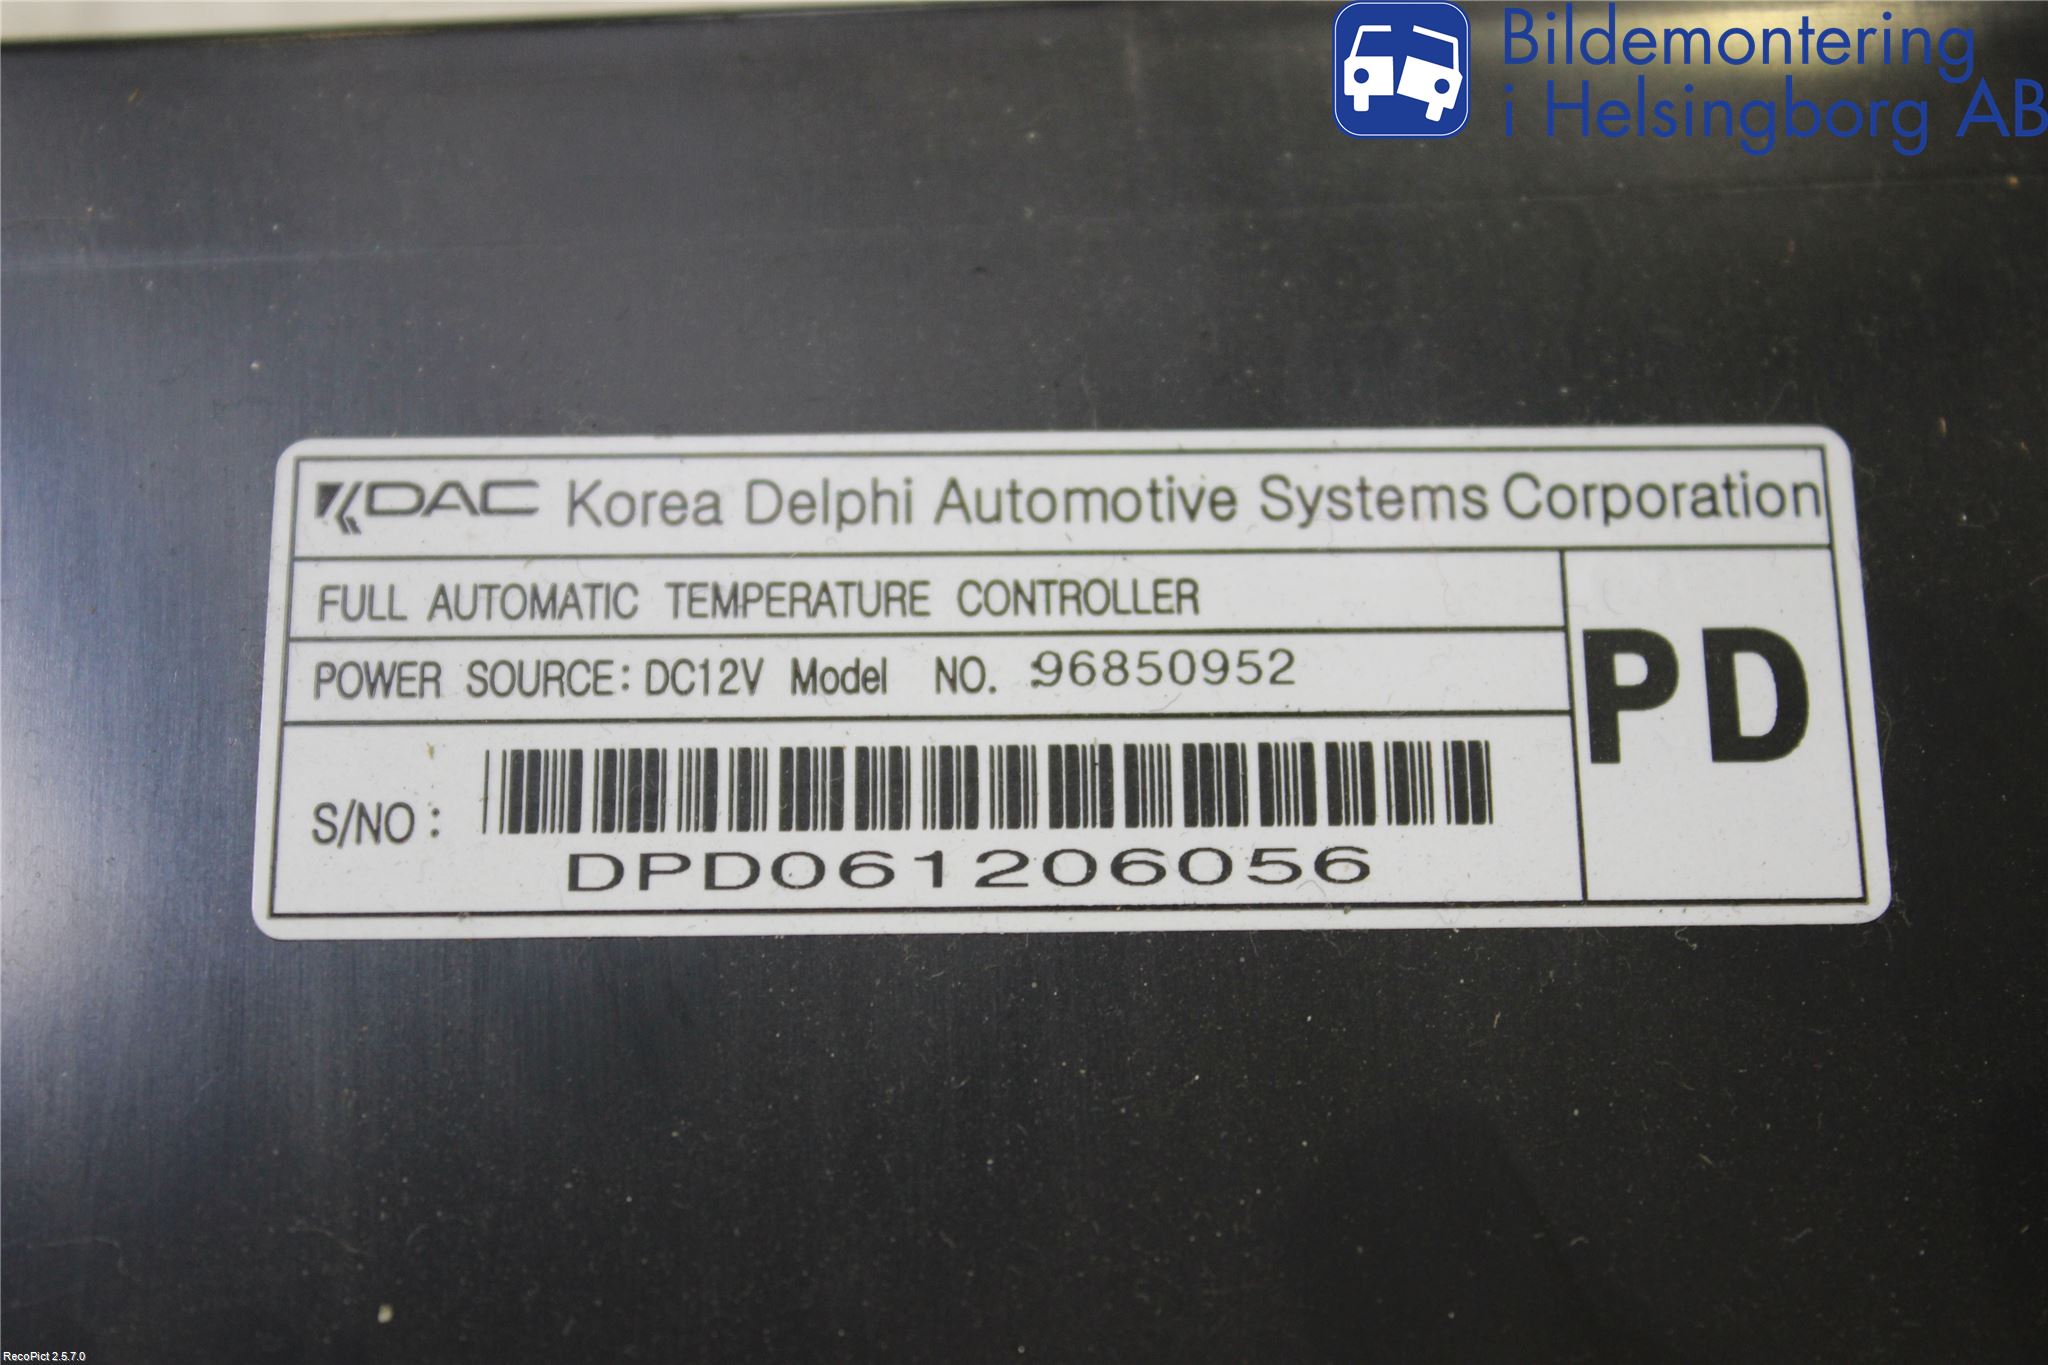 Bildemontering
i Helsingborg AB
KDAC Korea Delphi Automotive Systems Corporation
FULL AUTOMATIC TEMPERATURE CONTROLLER
POWER SOURCE: DC12V Model NO. :96850952
PD
S/NO :
DPD061206056
RecoPict 2.5.7.0